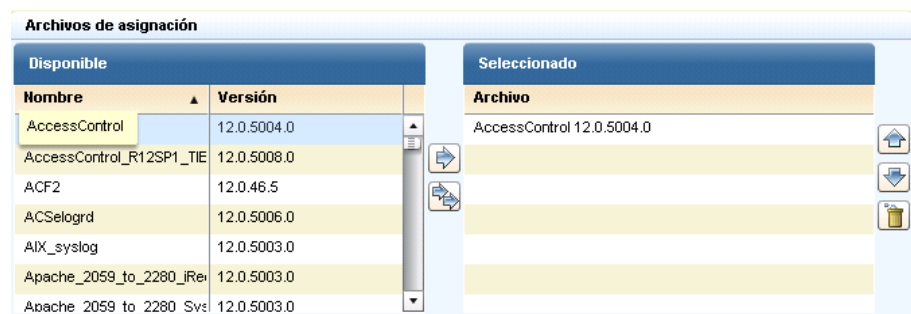 Archivos de asignación
Disponible
Nombre Versión
AccessControl 12.0.5004.0
AccessControl_R12SP1_TIE 12.0.5008.0
ACF2 12.0.46.5
ACSelogrd 12.0.5006.0
AIX_syslog 12.0.5003.0
Apache_2059_to_2280_iRe 12.0.5003.0
Apache_2059_to_2280_Sys 12.0.5003.0
Seleccionado
Archivo
AccessControl 12.0.5004.0